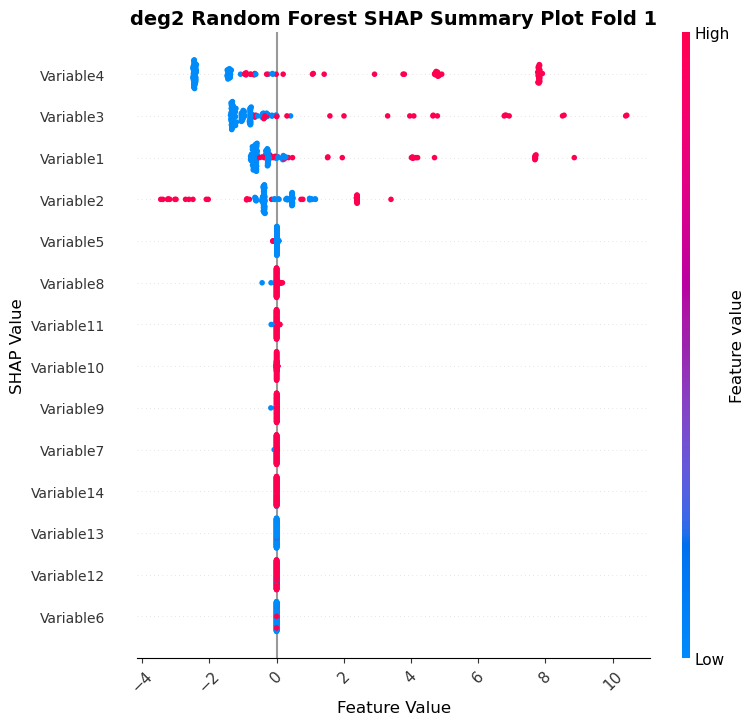 deg2 Random Forest SHAP Summary Plot Fold 1
High
Variable4
Variable3
Variable1
Variable2
Variable5
Variable8
Variable11
Variable10
Variable9
Variable7
Variable14
Variable13
Variable12
Variable6
SHAP Value
Feature value
Low
−4
−2
0
2
4
6
8
10
Feature Value